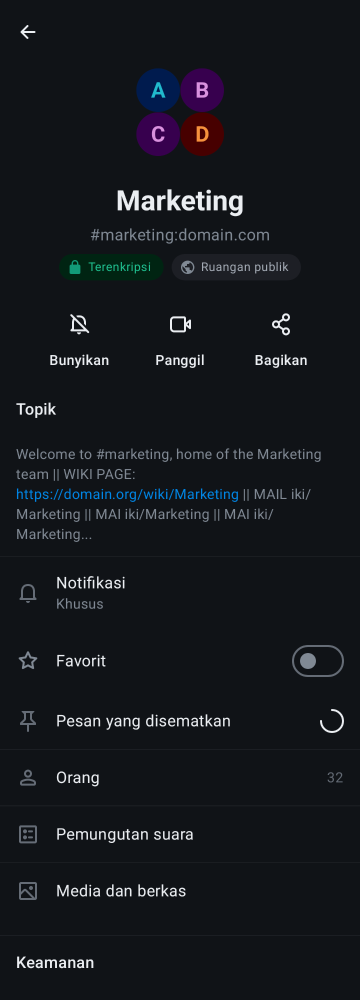 A B
C D
Marketing
#marketing:domain.com
Terenkripsi Ruangan publik
Bunyikan Panggil Bagikan
Topik
Welcome to #marketing, home of the Marketing
team || WIKI PAGE:
https://domain.org/wiki/Marketing || MAIL iki/
Marketing || MAI iki/Marketing || MAI iki/
Marketing...
Notifikasi
Khusus
Favorit
Pesan yang disematkan
Orang 32
Pemungutan suara
Media dan berkas
Keamanan